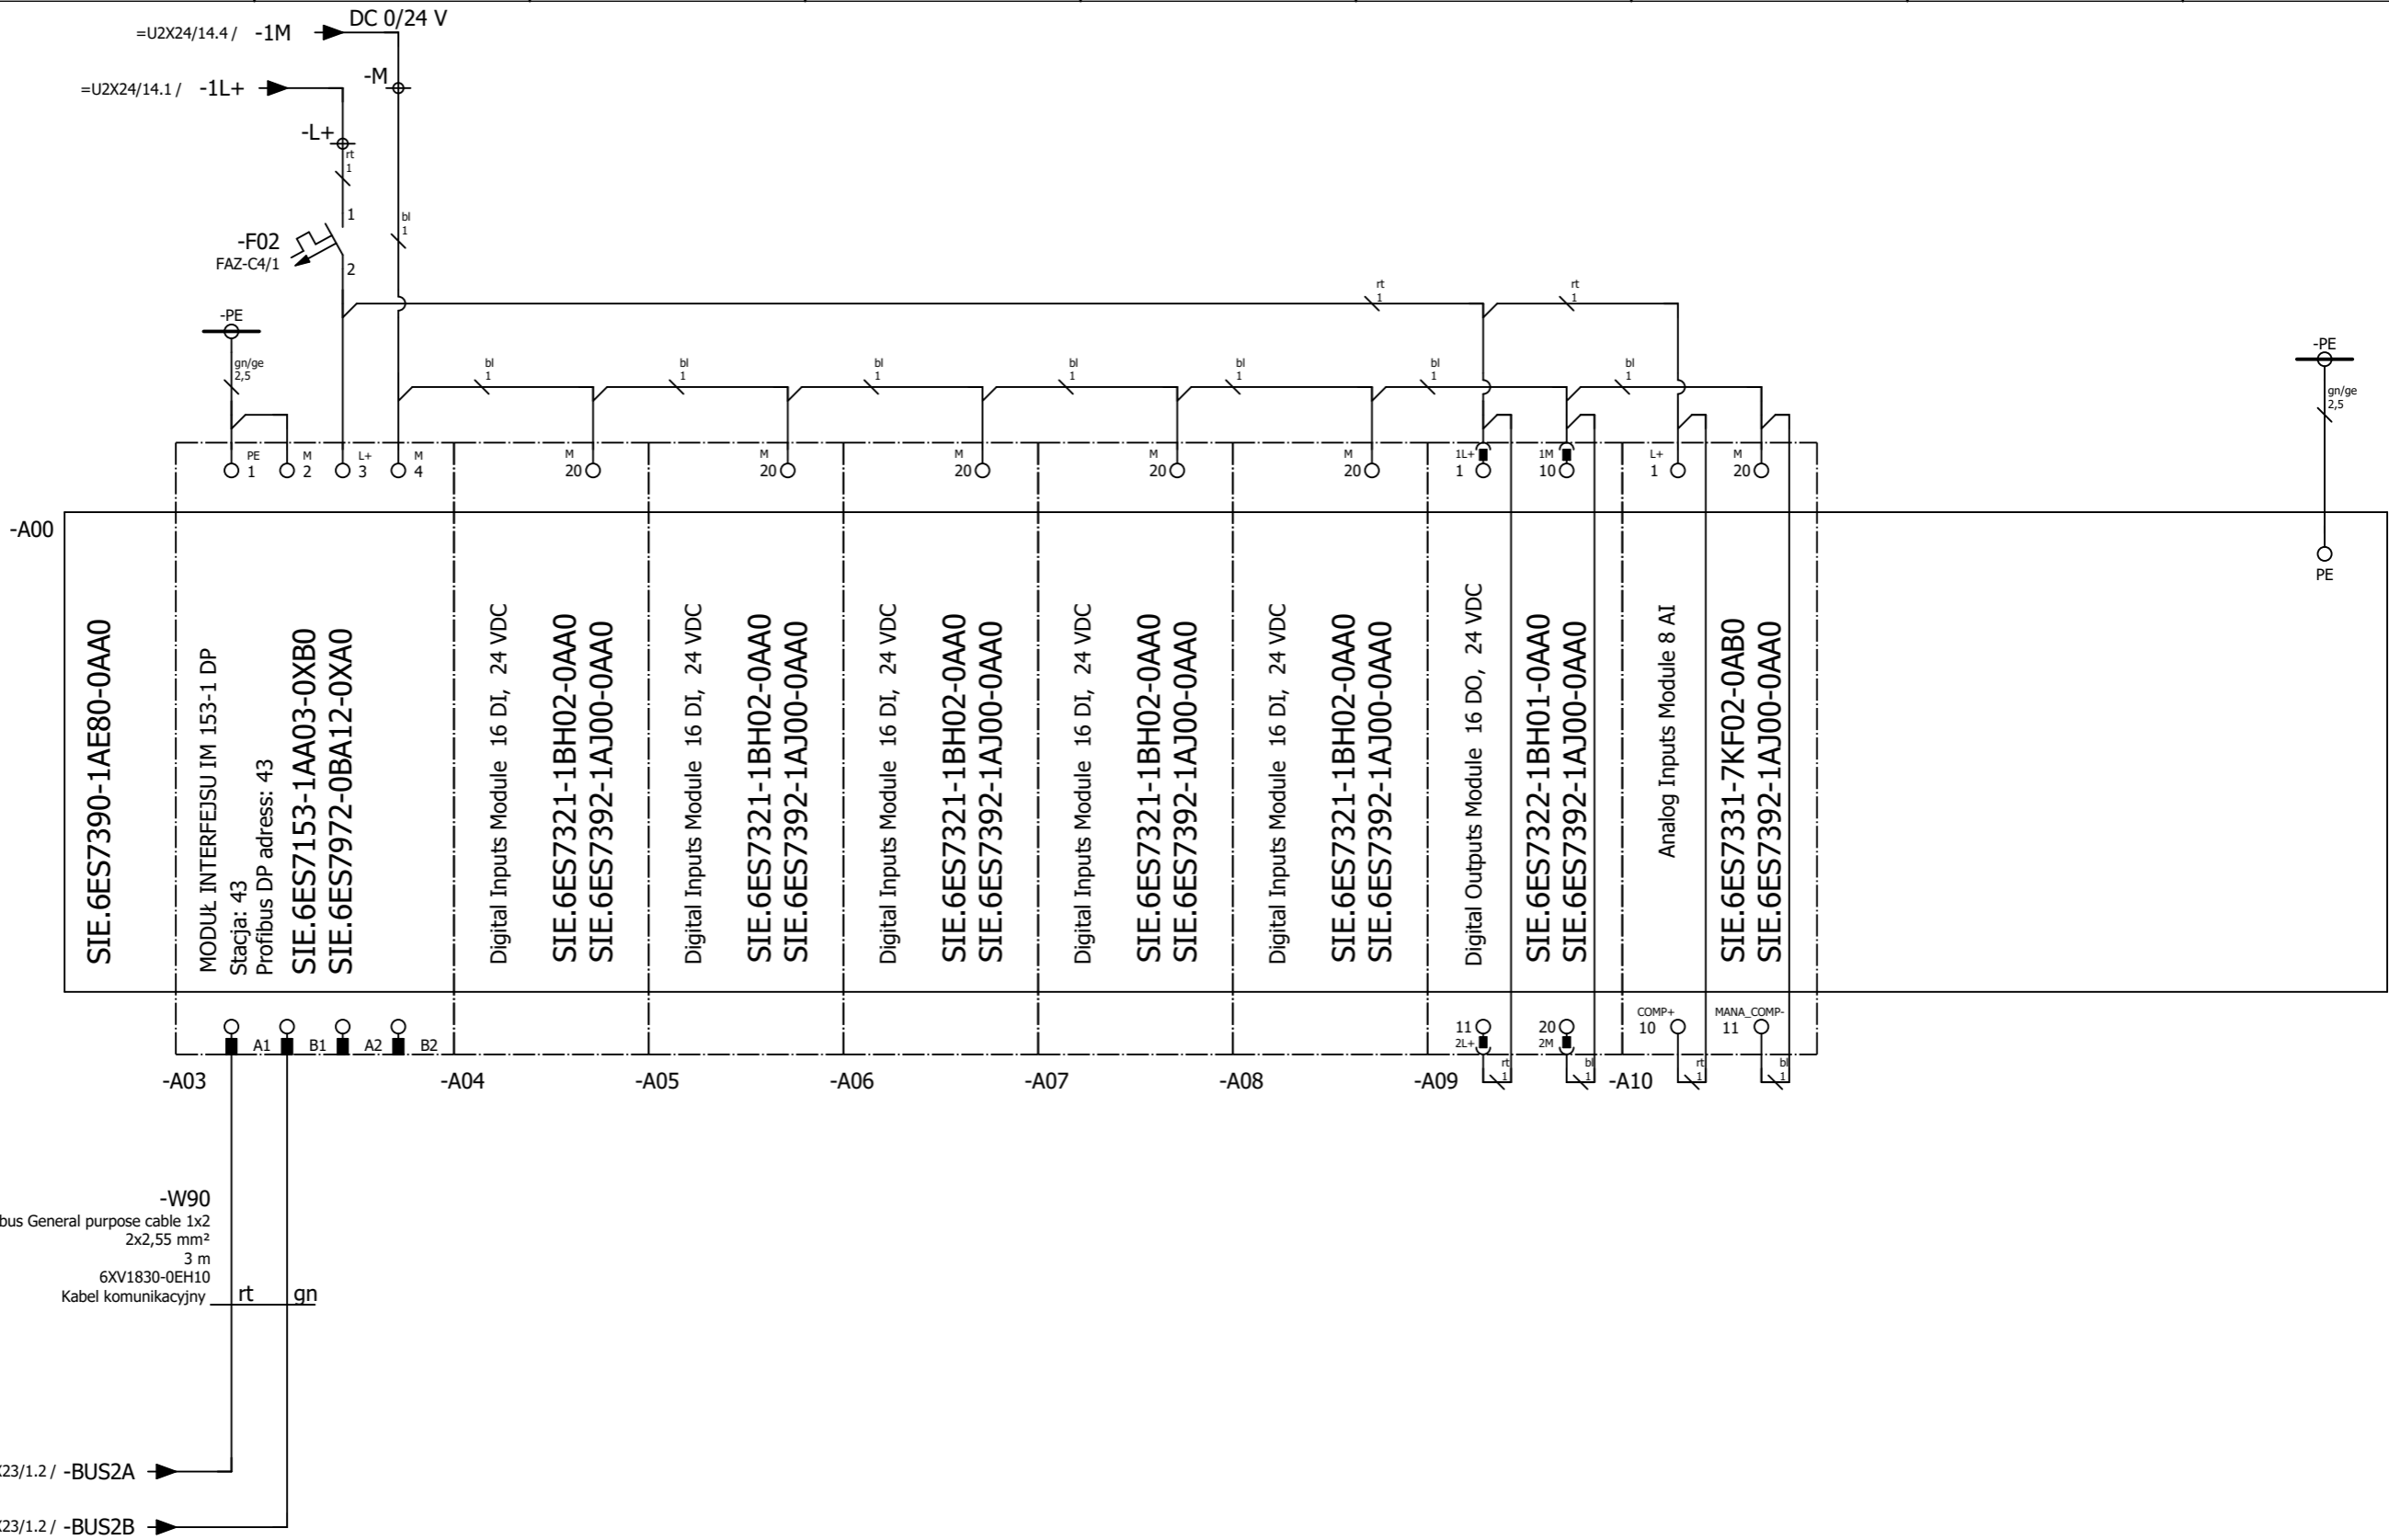 DC 0/24 V
=U2X24/14.4 / -1M
-M
=U2X24/14.1 / -1L+
-L+
rt
1
1
bl
1
-F02
FAZ-C4/1
2
rt
1
rt
1
-PE
gn/ge
2,5
bl
1
bl
1
bl
1
bl
1
bl
1
bl
1
bl
1
-PE
gn/ge
2,5
PE
1
M
2
L+
3
M
4
M
20
M
20
M
20
M
20
M
20
1L+
1
1M
10
L+
1
M
20
-A00
PE
SIE.6ES7390-1AE80-0AA0
MODUŁ INTERFEJSU IM 153-1 DP
Stacja: 43
Profibus DP adress: 43
SIE.6ES7153-1AA03-0XB0
SIE.6ES7972-0BA12-0XA0
Digital Inputs Module 16 DI, 24 VDC
SIE.6ES7321-1BH02-0AA0
SIE.6ES7392-1AJ00-0AA0
Digital Inputs Module 16 DI, 24 VDC
SIE.6ES7321-1BH02-0AA0
SIE.6ES7392-1AJ00-0AA0
Digital Inputs Module 16 DI, 24 VDC
SIE.6ES7321-1BH02-0AA0
SIE.6ES7392-1AJ00-0AA0
Digital Inputs Module 16 DI, 24 VDC
SIE.6ES7321-1BH02-0AA0
SIE.6ES7392-1AJ00-0AA0
Digital Inputs Module 16 DI, 24 VDC
SIE.6ES7321-1BH02-0AA0
SIE.6ES7392-1AJ00-0AA0
Digital Outputs Module 16 DO, 24 VDC
SIE.6ES7322-1BH01-0AA0
SIE.6ES7392-1AJ00-0AA0
Analog Inputs Module 8 AI
SIE.6ES7331-7KF02-0AB0
SIE.6ES7392-1AJ00-0AA0
A1
B1
A2
B2
11
2L+
20
2M
COMP+
10
MANA_COMP-
11
rt
1
bl
1
rt
1
bl
1
-A03
-A04
-A05
-A06
-A07
-A08
-A09
-A10
-W90
bus General purpose cable 1x2
2x2,55 mm²
3 m
6XV1830-0EH10
Kabel komunikacyjny
rt
gn
X23/1.2 / -BUS2A
X23/1.2 / -BUS2B